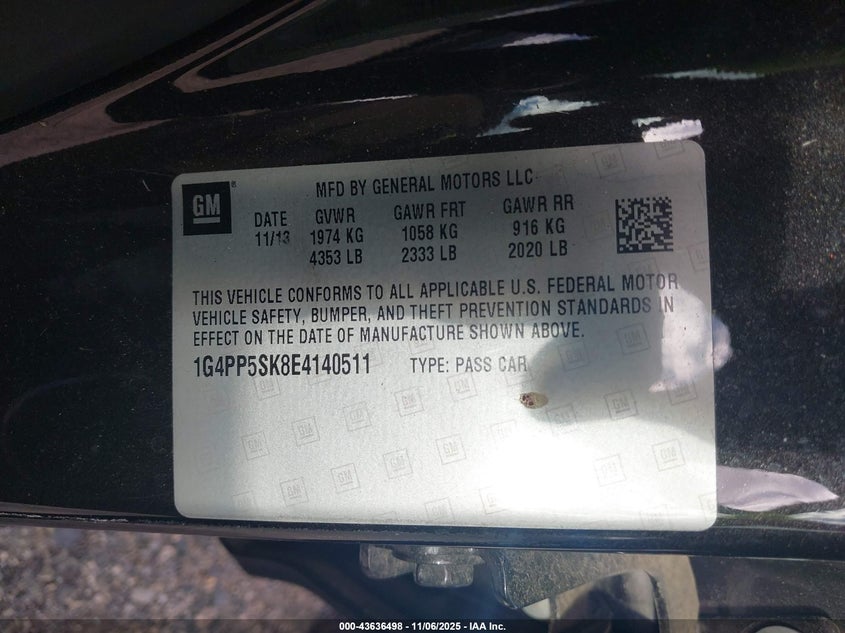 GM
MFD BY GENERAL MOTORS LLC
DATE GVWR GAWR FRT GAWR RR
11/13 1974 KG 1058 KG 916 KG
4353 LB 2333 LB 2020 LB
THIS VEHICLE CONFORMS TO ALL APPLICABLE U.S. FEDERAL MOTOR
VEHICLE SAFETY, BUMPER, AND THEFT PREVENTION STANDARDS IN
EFFECT ON THE DATE OF MANUFACTURE SHOWN ABOVE.
1G4PP5SK8E4140511 TYPE: PASS CAR
000-43636498 - 11/06/2025 - IAA Inc.